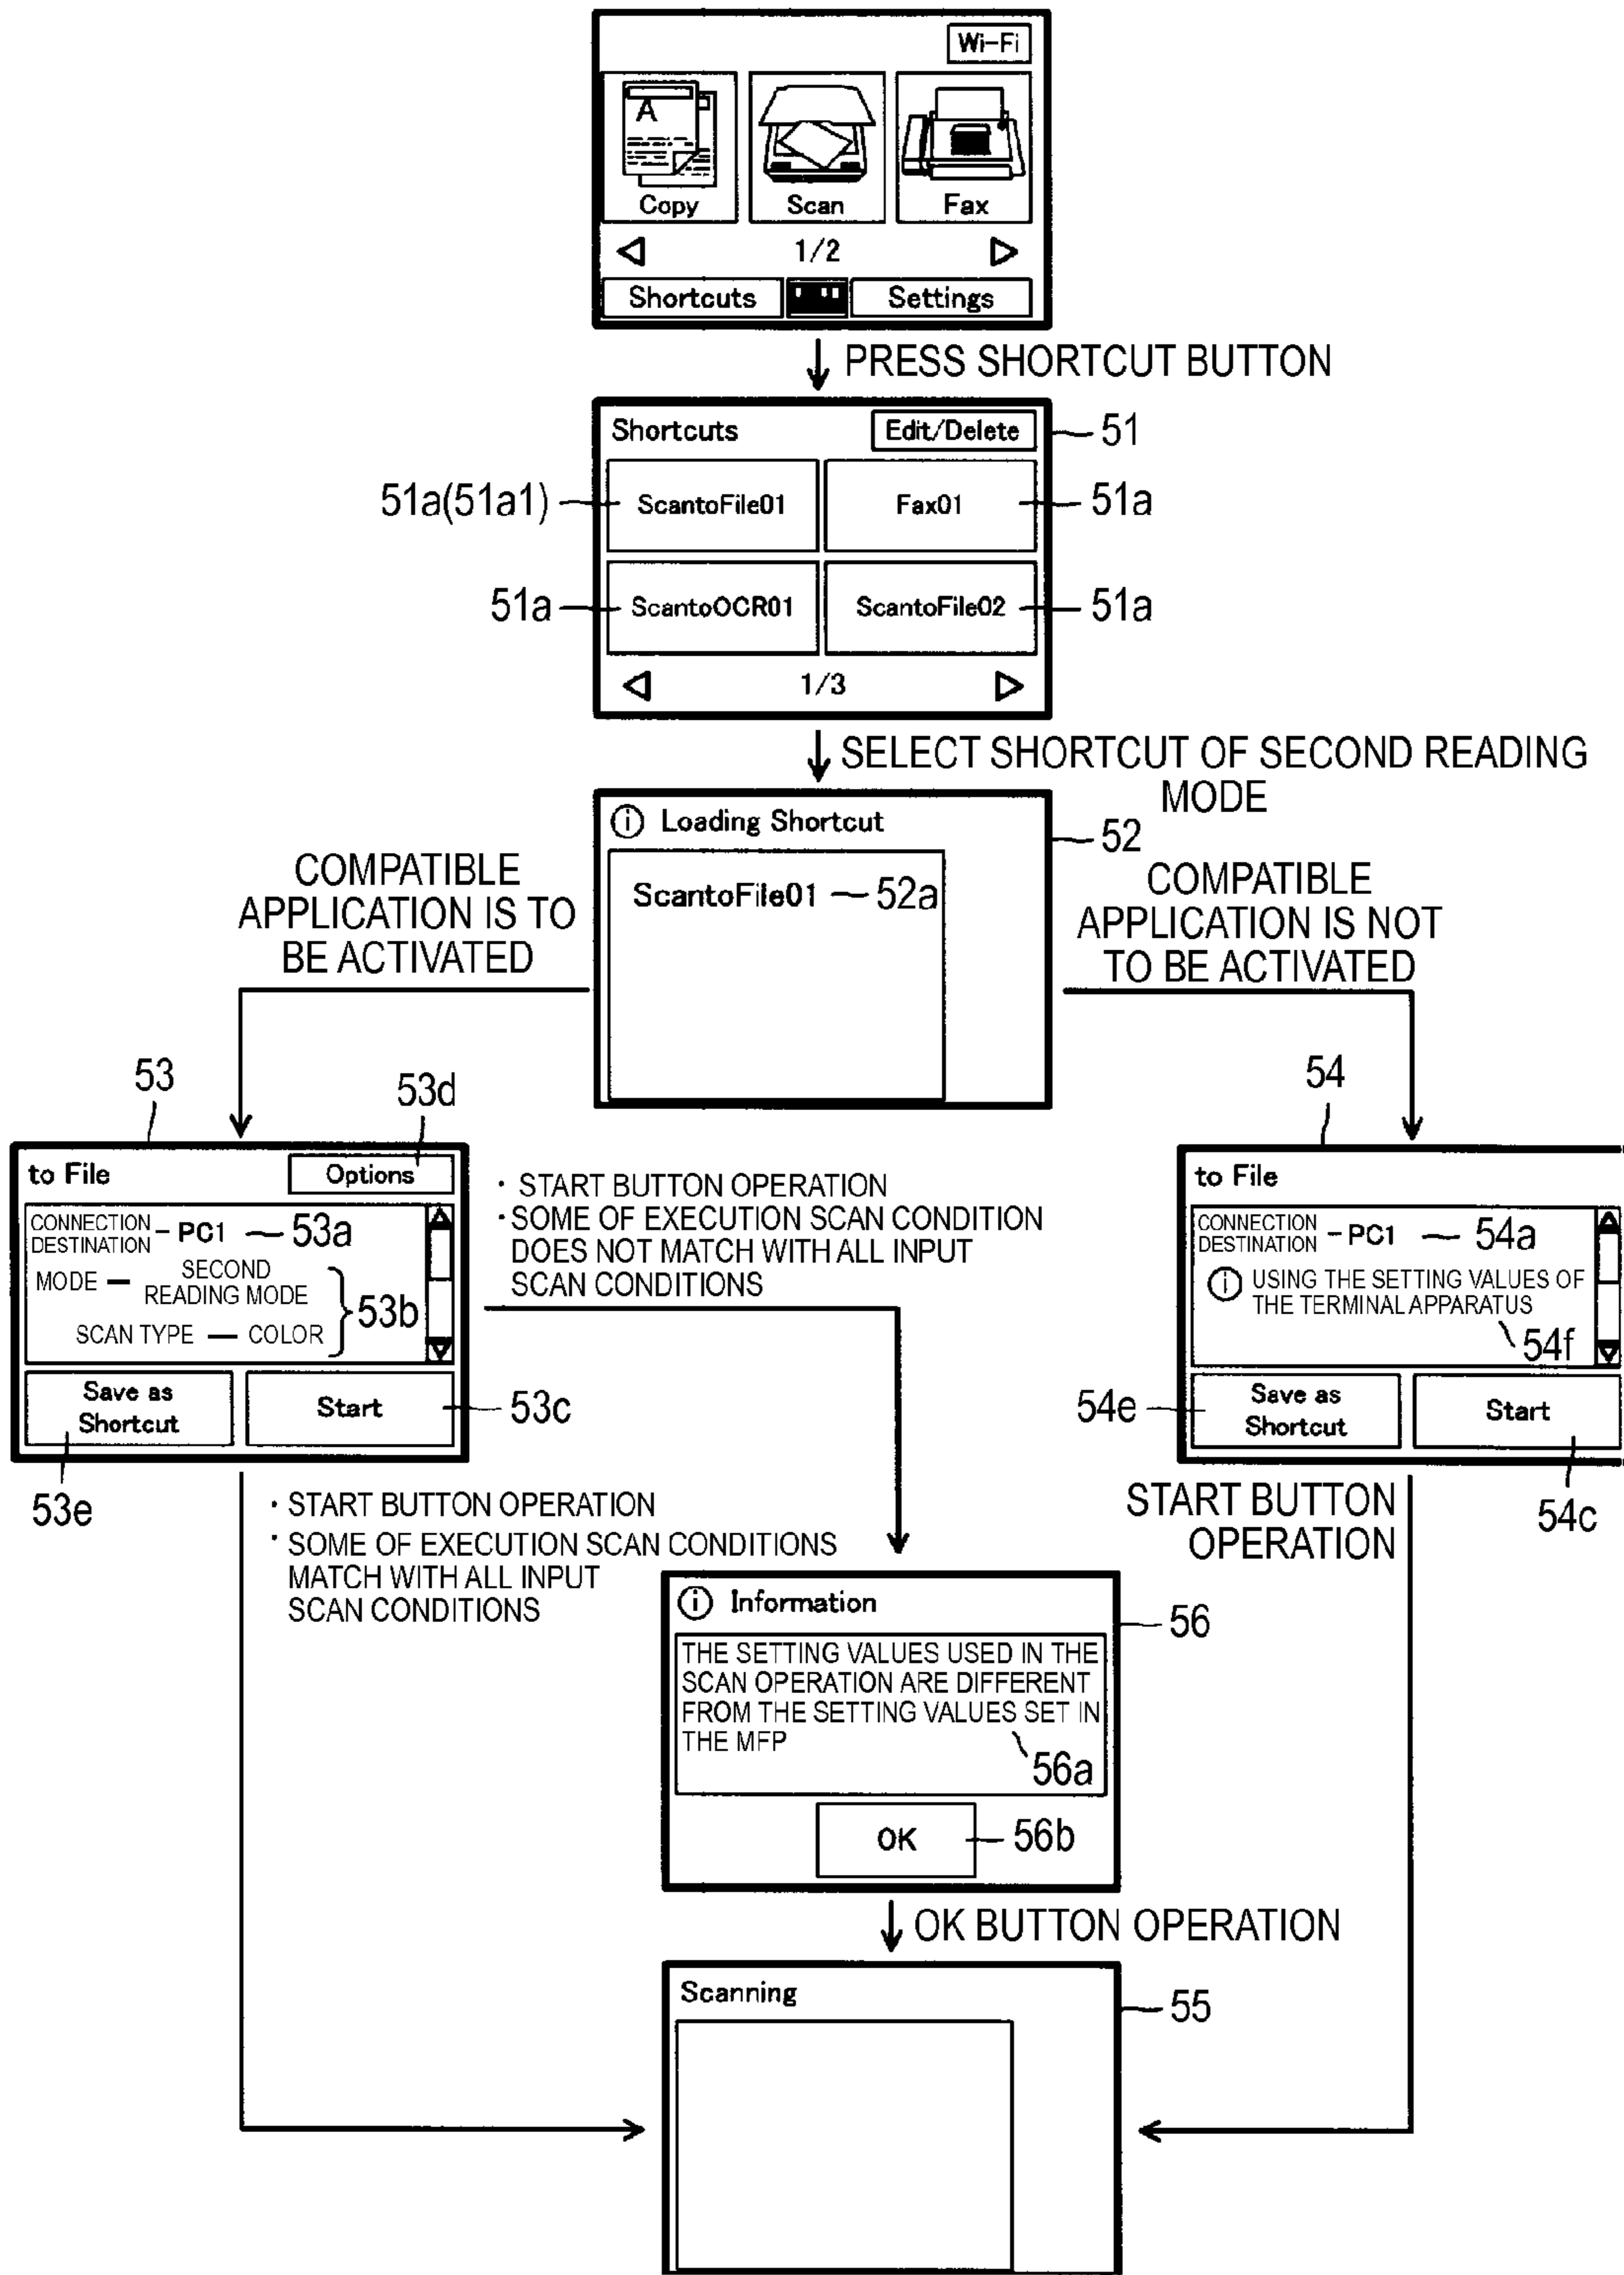 Wi-Fi
A
Copy
Scan
Fax
1/2
Shortcuts
Settings
PRESS SHORTCUT BUTTON
Shortcuts
Edit/Delete
51
51a(51a1)
ScantoFile01
Fax01
51a
51a
ScantoOCR01
ScantoFile02
51a
1/3
SELECT SHORTCUT OF SECOND READING
MODE
i Loading Shortcut
52
ScantoFile01
52a
COMPATIBLE
APPLICATION IS TO
BE ACTIVATED
COMPATIBLE
APPLICATION IS NOT
TO BE ACTIVATED
53
53d
to File
Options
CONNECTION
DESTINATION - PC1
53a
MODE — SECOND
READING MODE
53b
SCAN TYPE — COLOR
Save as
Shortcut
Start
53c
53e
· START BUTTON OPERATION
· SOME OF EXECUTION SCAN CONDITION
DOES NOT MATCH WITH ALL INPUT
SCAN CONDITIONS
54
to File
CONNECTION
DESTINATION - PC1
54a
i USING THE SETTING VALUES OF
THE TERMINAL APPARATUS
54f
54e
Save as
Shortcut
Start
54c
· START BUTTON OPERATION
· SOME OF EXECUTION SCAN CONDITIONS
MATCH WITH ALL INPUT
SCAN CONDITIONS
START BUTTON
OPERATION
i Information
56
THE SETTING VALUES USED IN THE
SCAN OPERATION ARE DIFFERENT
FROM THE SETTING VALUES SET IN
THE MFP
56a
OK
56b
OK BUTTON OPERATION
Scanning
55